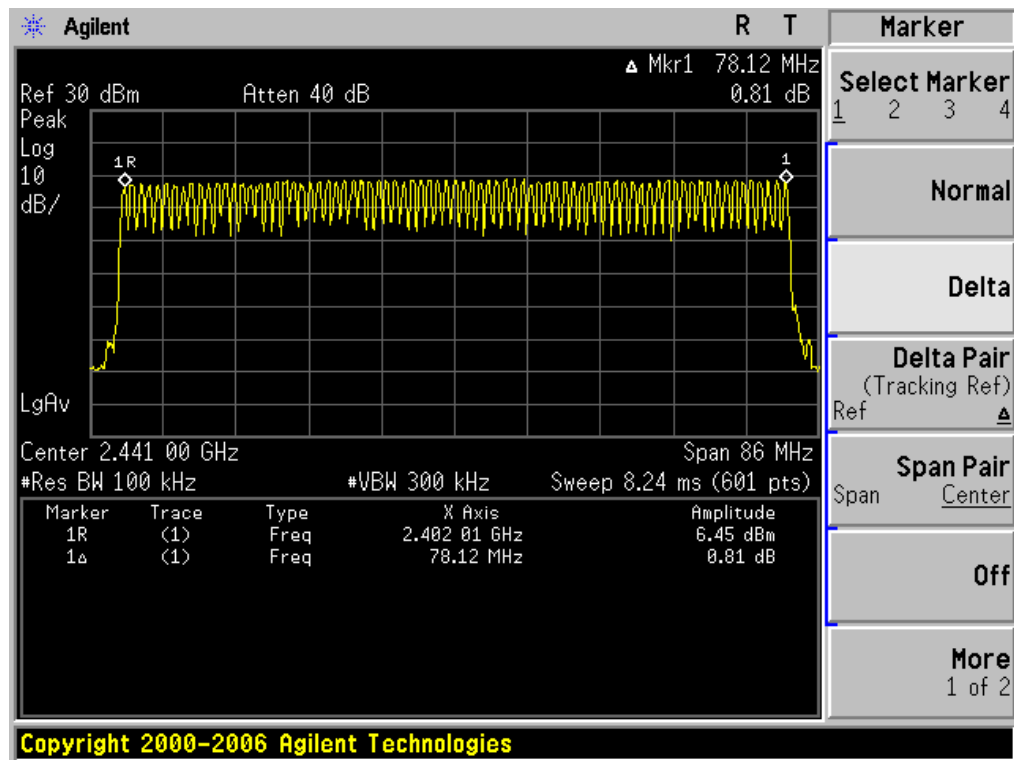 Agilent R T
Δ Mkr1 78.12 MHz
Ref 30 dBm Atten 40 dB 0.81 dB
Peak
Log
10
dB/
1R
1
LgAv
Center 2.441 00 GHz Span 86 MHz
#Res BW 100 kHz #VBW 300 kHz Sweep 8.24 ms (601 pts)
Marker Trace Type X Axis Amplitude
1R (1) Freq 2.402 01 GHz 6.45 dBm
1Δ (1) Freq 78.12 MHz 0.81 dB
Marker
Select Marker
1 2 3 4
Normal
Delta
Delta Pair
(Tracking Ref)
Ref Δ
Span Pair
Span Center
Off
More
1 of 2
Copyright 2000-2006 Agilent Technologies